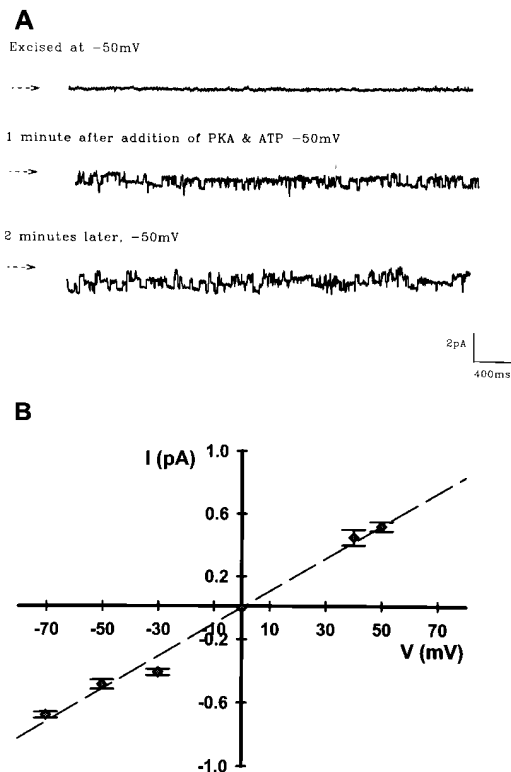 A
Excised at -50mV
1 minute after addition of PKA & ATP -50mV
2 minutes later, -50mV
2pA
400ms
B
I (pA)
1.0
0.6
0.2
-70 -50 -30 -10 10 30 50 70
-0.2
V (mV)
-0.6
-1.0